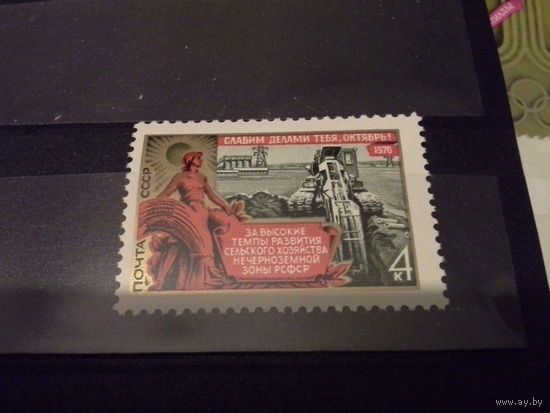 СЛАВИМ ДЕЛАМИ ТЕБЯ, ОКТЯБРЬ!
1976
ПОЧТА СССР
ЗА ВЫСОКИЕ
ТЕМПЫ РАЗВИТИЯ
СЕЛЬСКОГО ХОЗЯЙСТВА
НЕЧЕРНОЗЕМНОЙ
ЗОНЫ РСФСР
4
К
www.ay.by